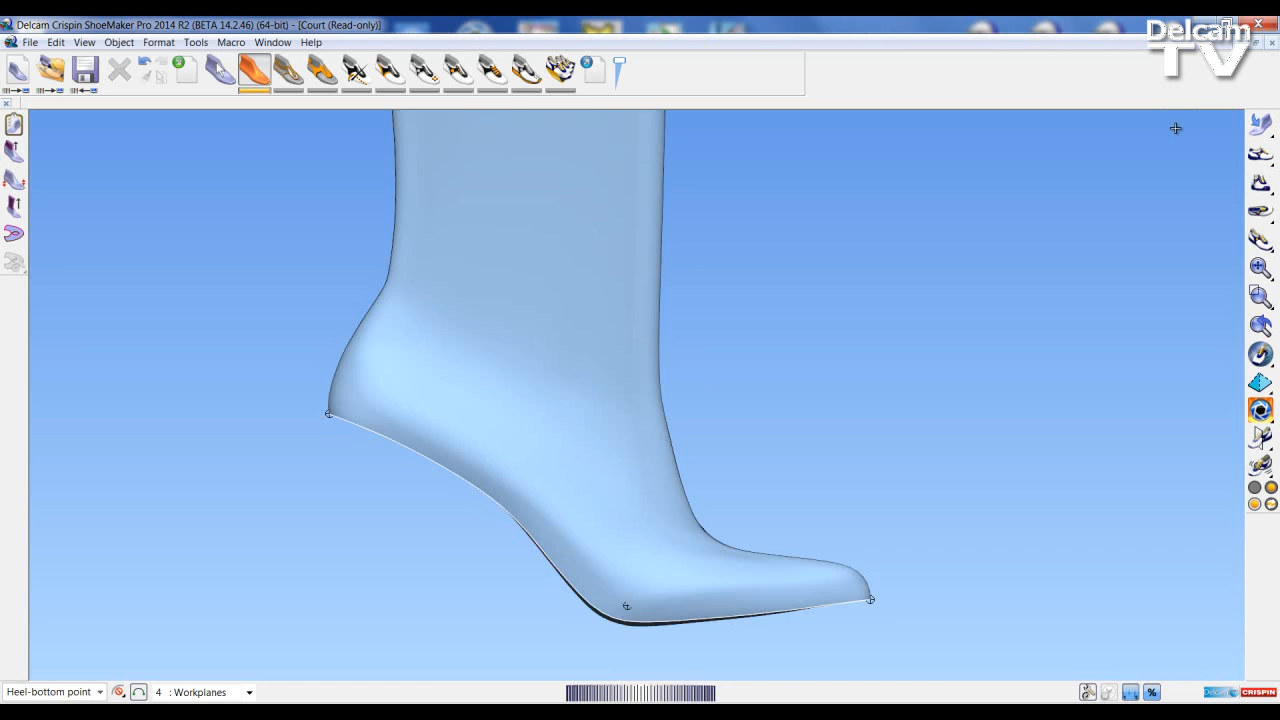 Delcam Crispin ShoeMaker Pro 2014 R2 (BETA 14.2.46) (64-bit) - [Court (Read-only)]
Delcam
TV
File Edit View Object Format Tools Macro Window Help
Heel-bottom point
4 : Workplanes
%
Delcam CRISPIN